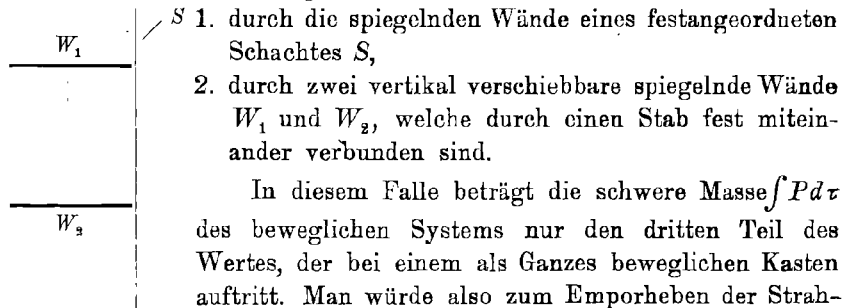 S 1. durch die spiegelnden Wände eines festangeordneten
W₁
Schachtes S,
2. durch zwei vertikal verschiebbare spiegelnde Wände
W₁ und W₂, welche durch einen Stab fest mitein-
ander verbunden sind.
In diesem Falle beträgt die schwere Masse ∫ P dτ
W₂
des beweglichen Systems nur den dritten Teil des
Wertes, der bei einem als Ganzes beweglichen Kasten
auftritt. Man würde also zum Emporheben der Strah-